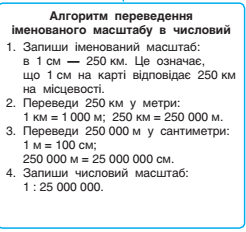 Алгоритм переведення
іменованого масштабу в числовий
1. Запиши іменований масштаб:
в 1 см — 250 км. Це означає,
що 1 см на карті відповідає 250 км
на місцевості.
2. Переведи 250 км у метри:
1 км = 1 000 м; 250 км = 250 000 м.
3. Переведи 250 000 м у сантиметри:
1 м = 100 см;
250 000 м = 25 000 000 см.
4. Запиши числовий масштаб:
1 : 25 000 000.